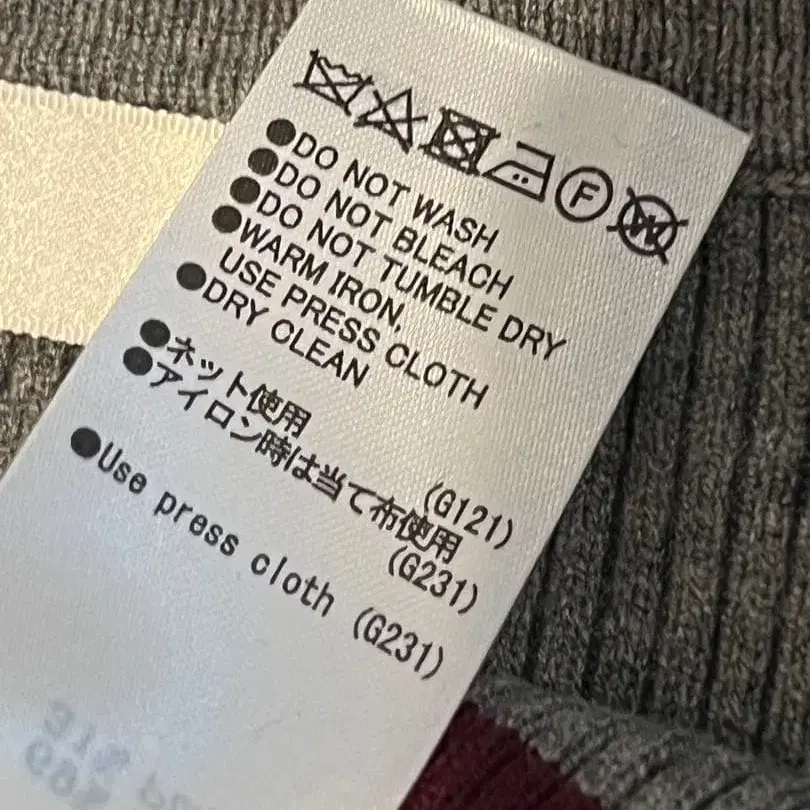 F
W
●DO NOT WASH
●DO NOT BLEACH
●DO NOT TUMBLE DRY
●WARM IRON,
USE PRESS CLOTH
●DRY CLEAN
●ネット使用
(G121)
●アイロン時は当て布使用
(G231)
●Use press cloth (G231)